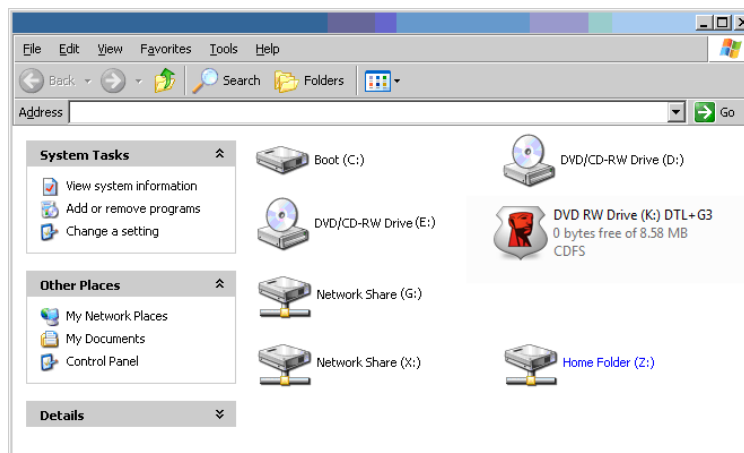 File Edit View Favorites Tools Help
Back Search Folders
Address Go
System Tasks
View system information
Add or remove programs
Change a setting
Other Places
My Network Places
My Documents
Control Panel
Details
Boot (C:)
DVD/CD-RW Drive (D:)
DVD/CD-RW Drive (E:)
DVD RW Drive (K:) DTL+G3
0 bytes free of 8.58 MB
CDFS
Network Share (G:)
Network Share (X:)
Home Folder (Z:)